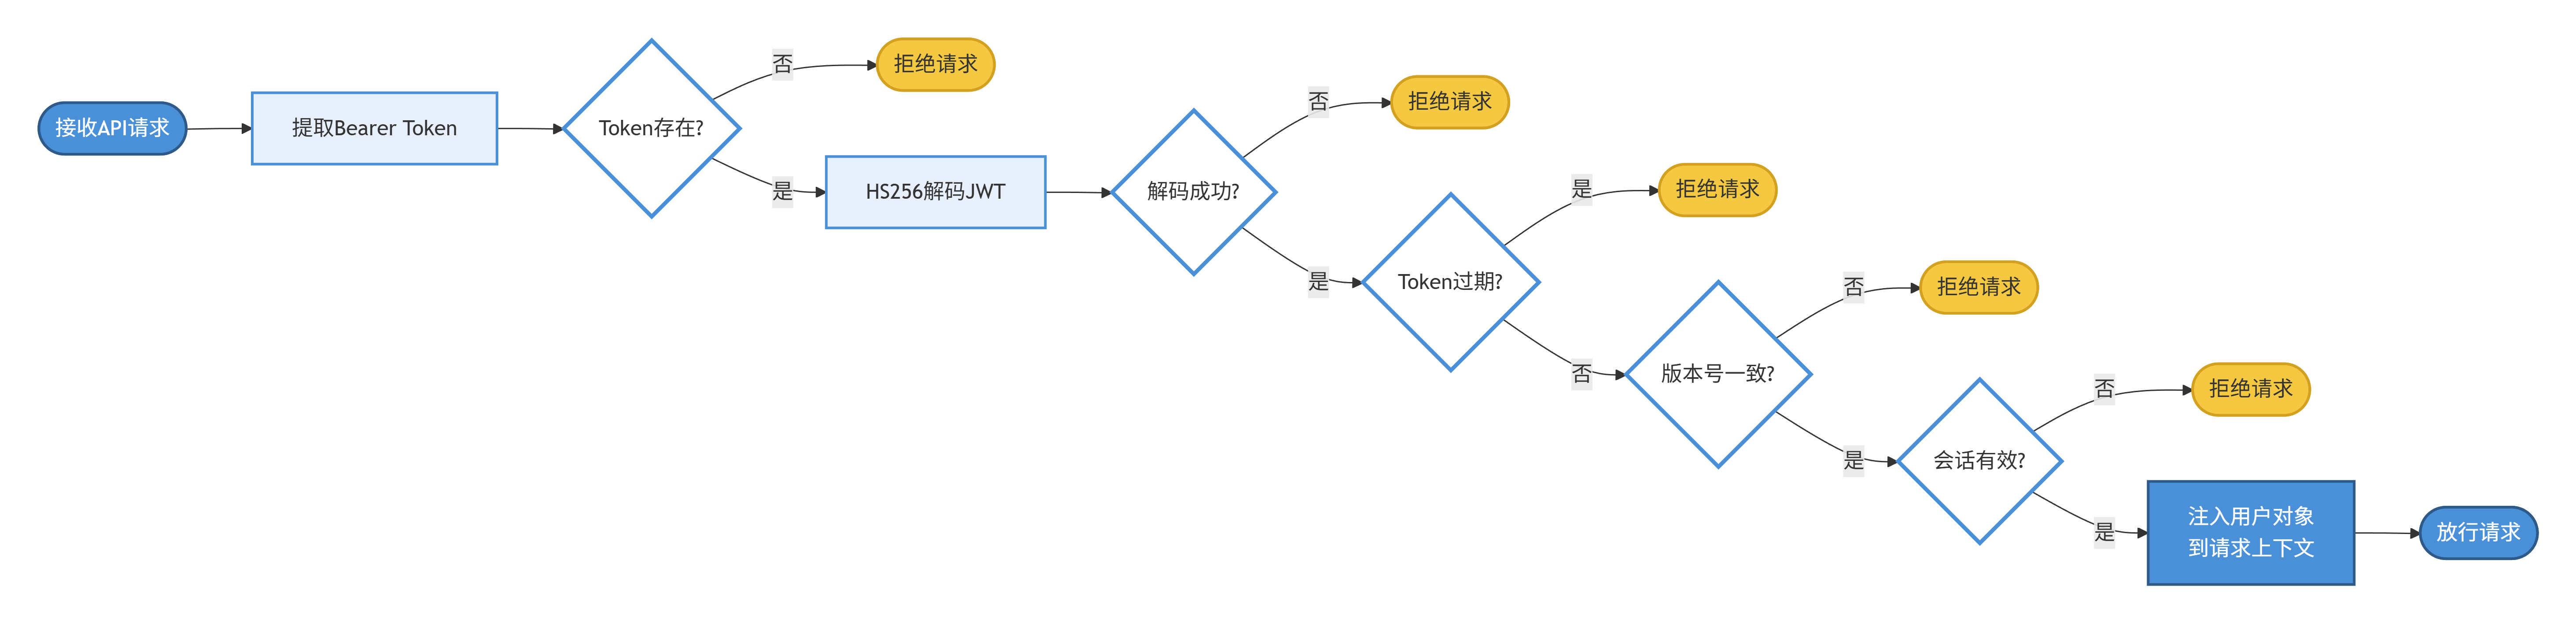 接收API请求
提取Bearer Token
Token存在?
否
拒绝请求
是
HS256解码JWT
解码成功?
否
拒绝请求
是
Token过期?
是
拒绝请求
否
版本号一致?
否
拒绝请求
是
会话有效?
否
拒绝请求
是
注入用户对象
到请求上下文
放行请求